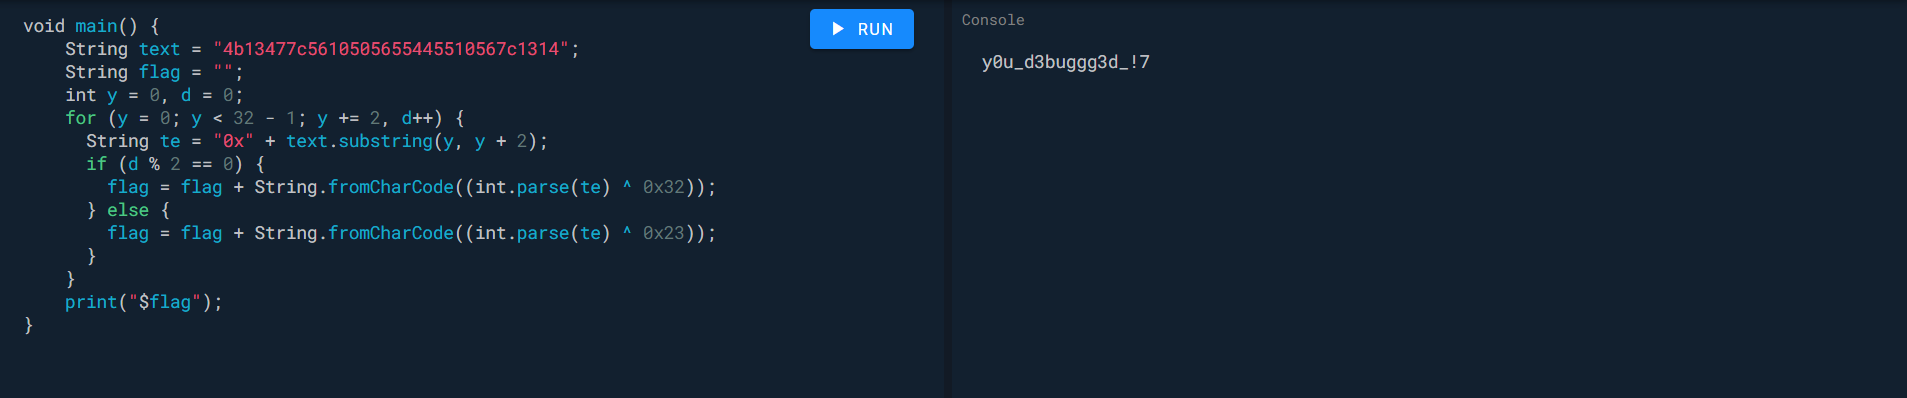 void main() {
    String text = "4b13477c5610505655445510567c1314";
    String flag = "";
    int y = 0, d = 0;
    for (y = 0; y < 32 - 1; y += 2, d++) {
      String te = "0x" + text.substring(y, y + 2);
      if (d % 2 == 0) {
        flag = flag + String.fromCharCode((int.parse(te) ^ 0x32));
      } else {
        flag = flag + String.fromCharCode((int.parse(te) ^ 0x23));
      }
    }
    print("$flag");
}
RUN
Console
y0u_d3buggg3d_!7